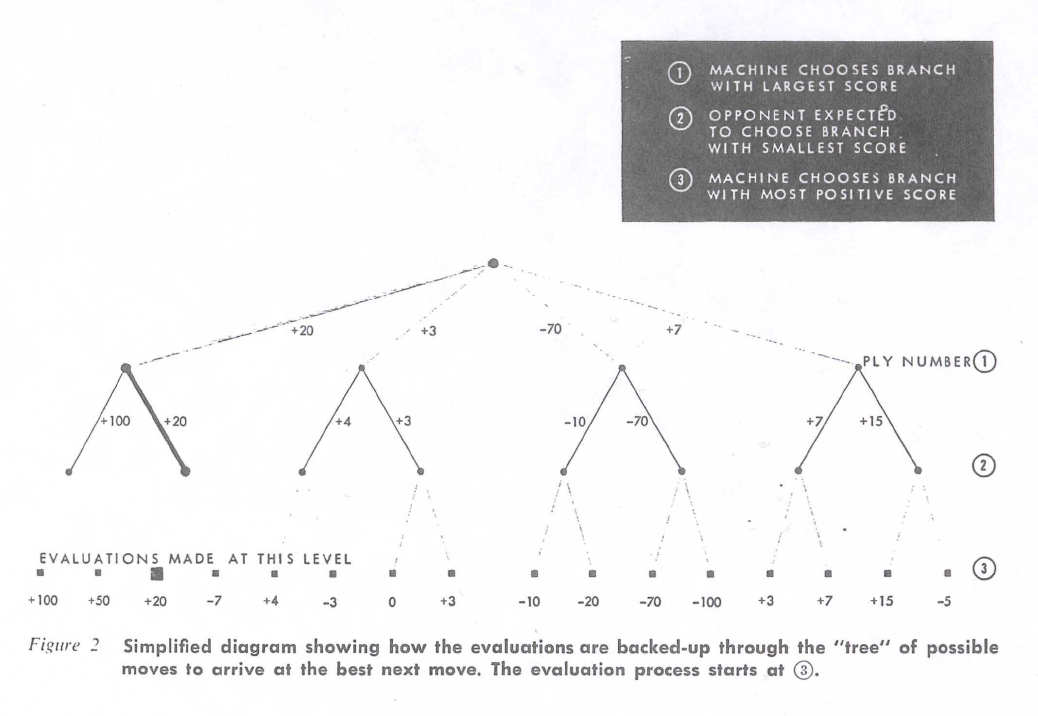 ① MACHINE CHOOSES BRANCH
WITH LARGEST SCORE
② OPPONENT EXPECTED
TO CHOOSE BRANCH
WITH SMALLEST SCORE
③ MACHINE CHOOSES BRANCH
WITH MOST POSITIVE SCORE
+20 +3 -70 +7
PLY NUMBER ①
+100 +20 +4 +3 -10 -70 +7 +15
②
EVALUATIONS MADE AT THIS LEVEL
③
+100 +50 +20 -7 +4 -3 0 +3 -10 -20 -70 -100 +3 +7 +15 -5
Figure 2 Simplified diagram showing how the evaluations are backed-up through the "tree" of possible
moves to arrive at the best next move. The evaluation process starts at ③.